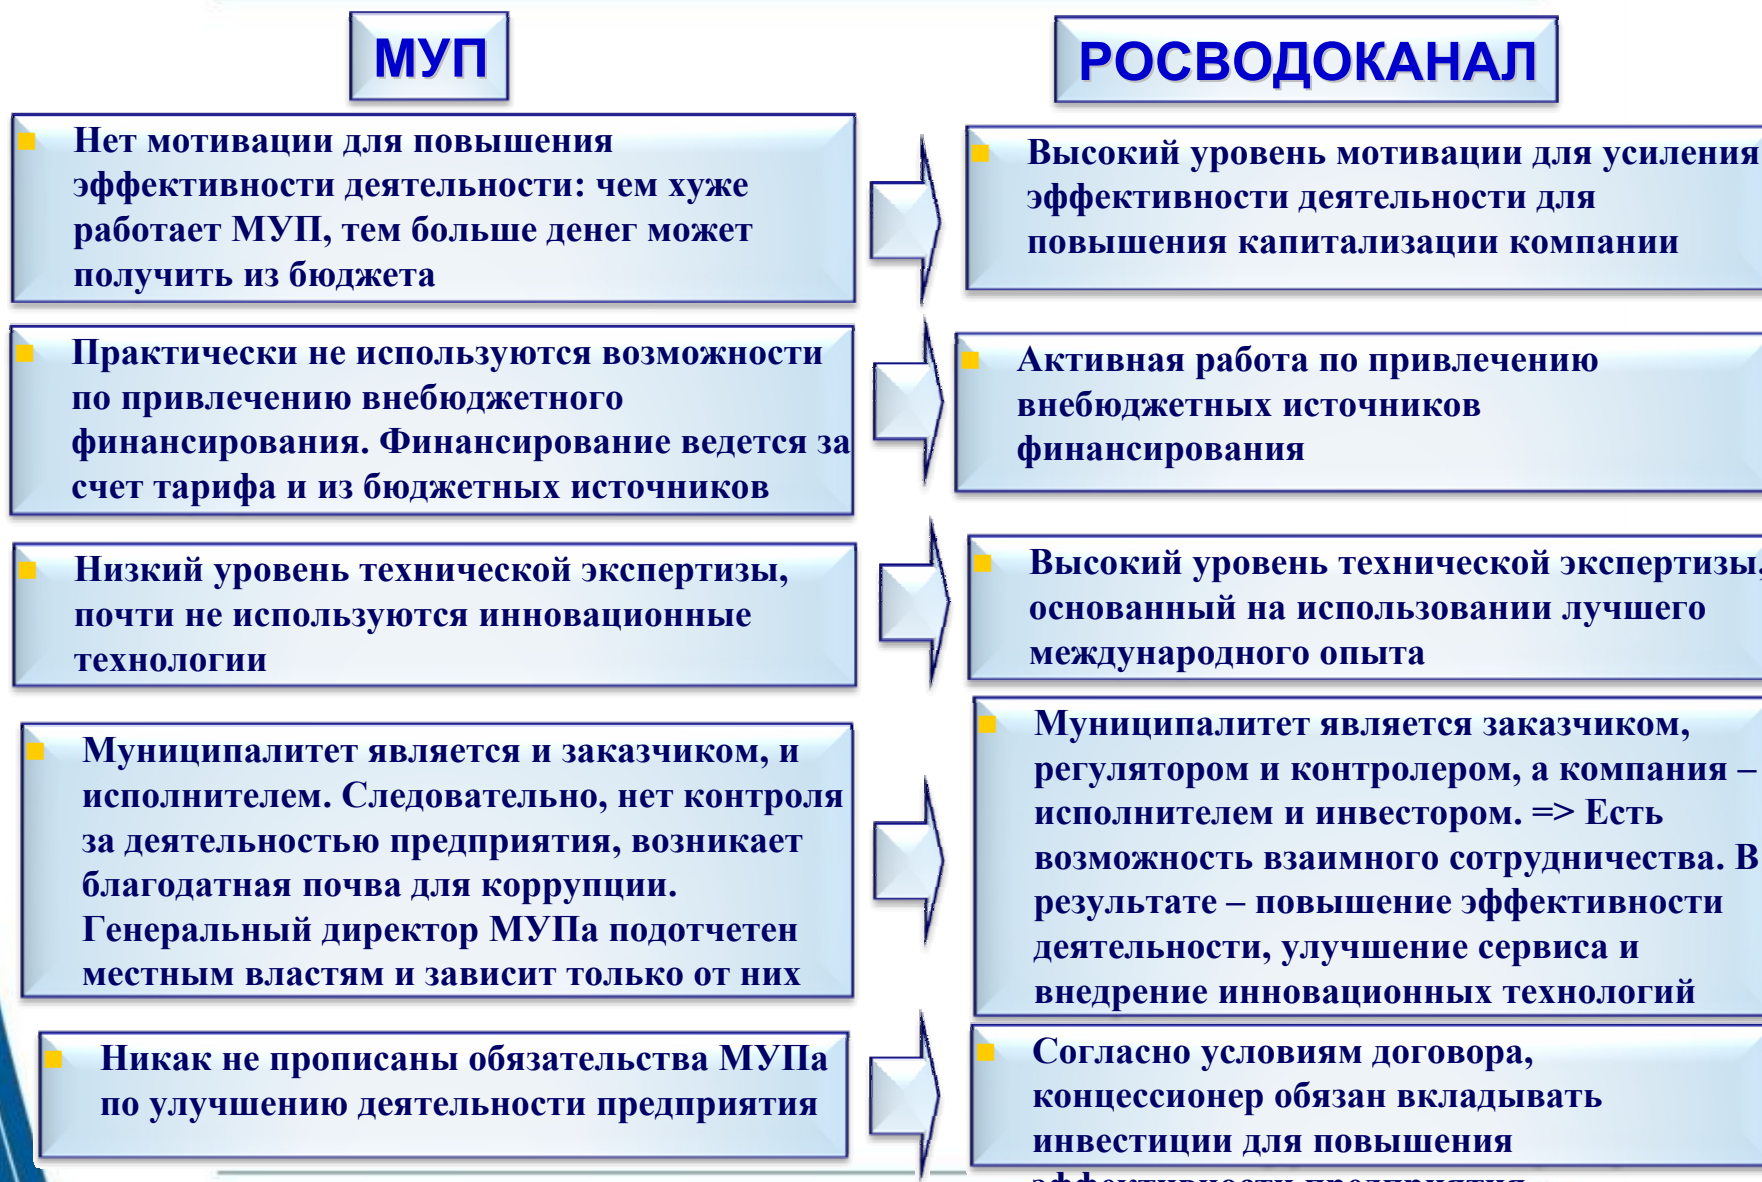 МУП
РОСВОДОКАНАЛ
Нет мотивации для повышения
эффективности деятельности: чем хуже
работает МУП, тем больше денег может
получить из бюджета
Высокий уровень мотивации для усиления
эффективности деятельности для
повышения капитализации компании
Практически не используются возможности
по привлечению внебюджетного
финансирования. Финансирование ведется за
счет тарифа и из бюджетных источников
Активная работа по привлечению
внебюджетных источников
финансирования
Низкий уровень технической экспертизы,
почти не используются инновационные
технологии
Высокий уровень технической экспертизы,
основанный на использовании лучшего
международного опыта
Муниципалитет является и заказчиком, и
исполнителем. Следовательно, нет контроля
за деятельностью предприятия, возникает
благодатная почва для коррупции.
Генеральный директор МУПа подотчетен
местным властям и зависит только от них
Муниципалитет является заказчиком,
регулятором и контролером, а компания –
исполнителем и инвестором. => Есть
возможность взаимного сотрудничества. В
результате – повышение эффективности
деятельности, улучшение сервиса и
внедрение инновационных технологий
Никак не прописаны обязательства МУПа
по улучшению деятельности предприятия
Согласно условиям договора,
концессионер обязан вкладывать
инвестиции для повышения
эффективности предприятия